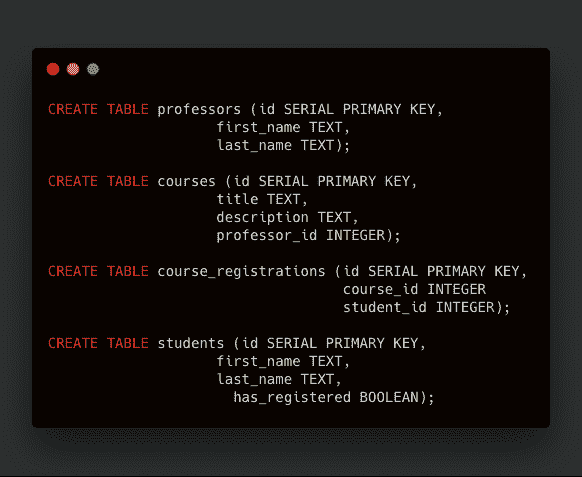 CREATE TABLE professors (id SERIAL PRIMARY KEY,
first_name TEXT,
last_name TEXT);
CREATE TABLE courses (id SERIAL PRIMARY KEY,
title TEXT,
description TEXT,
professor_id INTEGER);
CREATE TABLE course_registrations (id SERIAL PRIMARY KEY,
course_id INTEGER
student_id INTEGER);
CREATE TABLE students (id SERIAL PRIMARY KEY,
first_name TEXT,
last_name TEXT,
has_registered BOOLEAN);